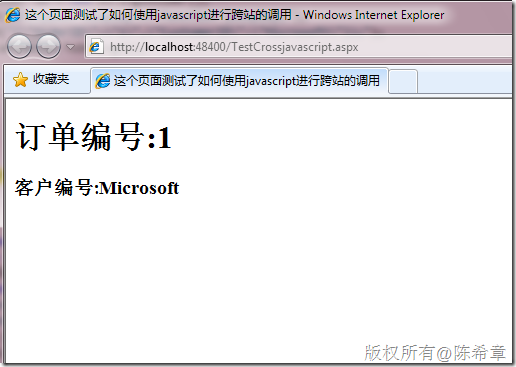 这个页面测试了如何使用javascript进行跨站的调用 - Windows Internet Explorer
http://localhost:48400/TestCrossjavascript.aspx
收藏夹 这个页面测试了如何使用javascript进行跨站的调用
订单编号:1
客户编号:Microsoft
版权所有@陈希章